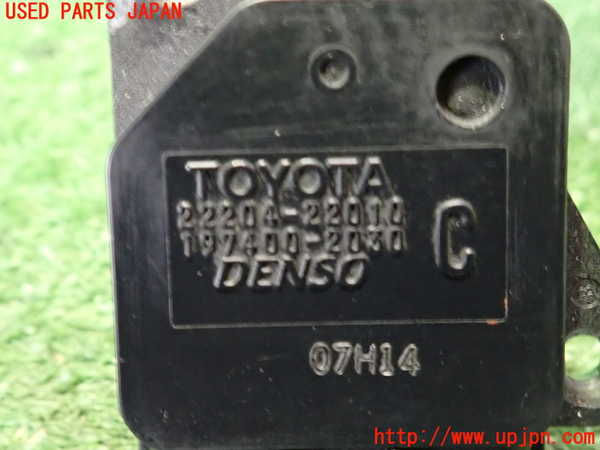 USED PARTS JAPAN
TOYOTA
22204-22010
197400-2030
C
DENSO
07H14
http://www.upjpn.com/